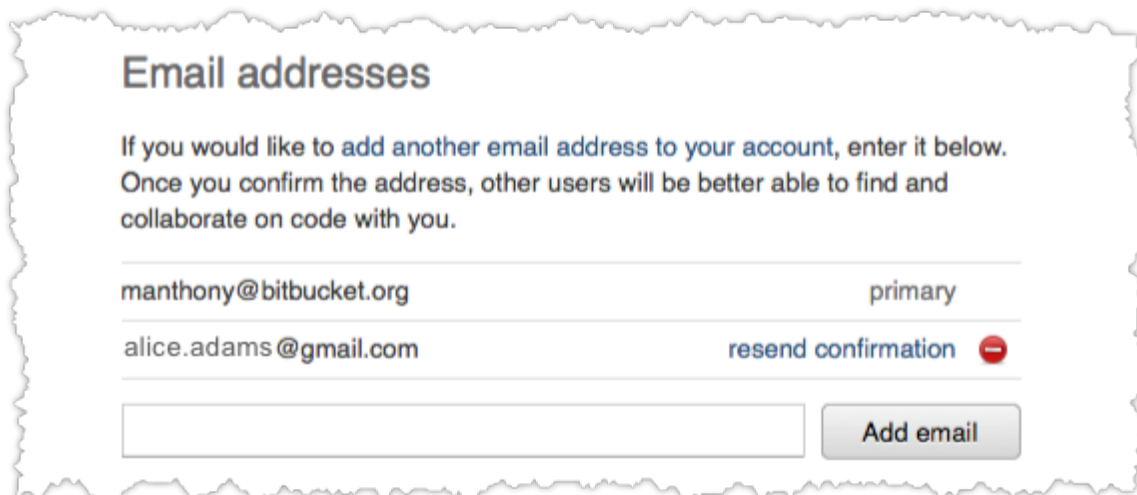 Email addresses
If you would like to add another email address to your account, enter it below.
Once you confirm the address, other users will be better able to find and
collaborate on code with you.
manthony@bitbucket.org primary
alice.adams@gmail.com resend confirmation
Add email